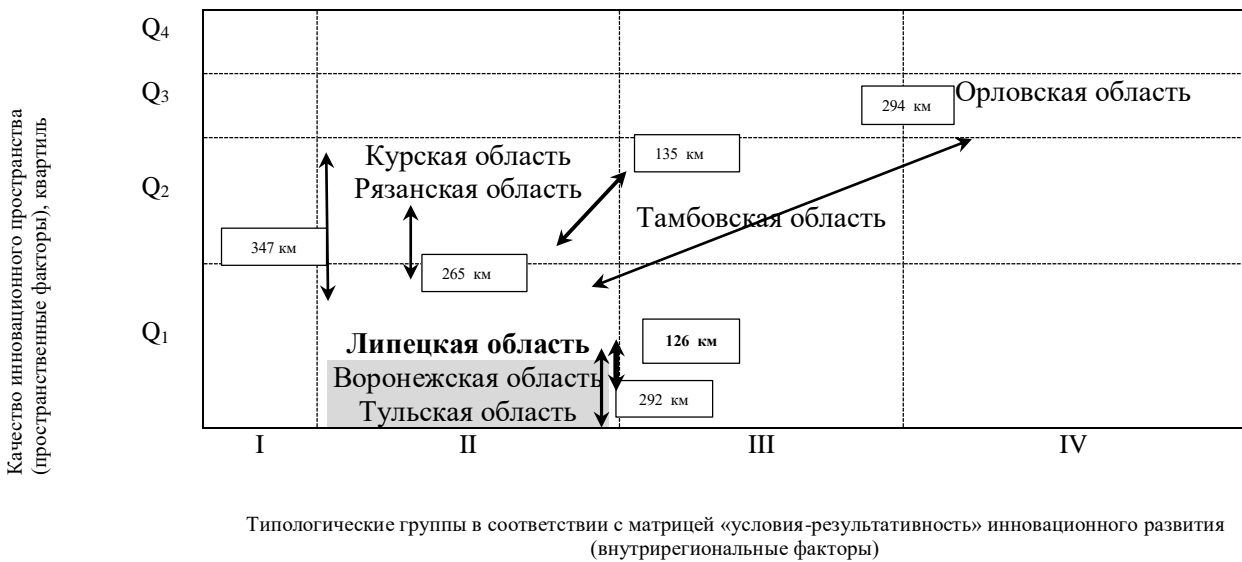 Качество инновационного пространства
(пространственные факторы), квартиль
Q4
Q3
294 км
Орловская область
Q2
Курская область
135 км
Рязанская область
Тамбовская область
347 км
265 км
Q1
Липецкая область
126 км
Воронежская область
292 км
Тульская область
I
II
III
IV
Типологические группы в соответствии с матрицей «условия-результативность» инновационного развития
(внутрирегиональные факторы)